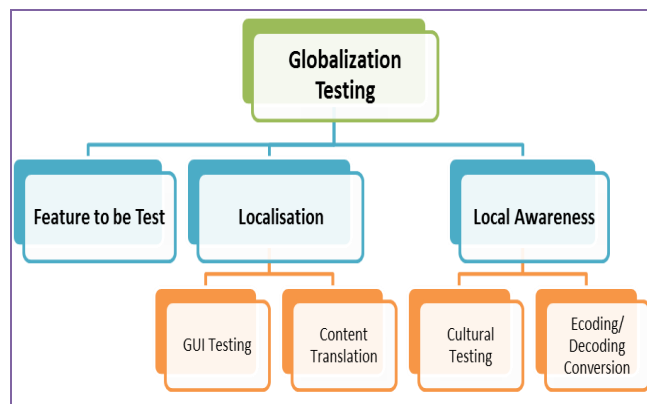 Globalization
Testing
Feature to be Test
Localisation
Local Awareness
GUI Testing
Content
Translation
Cultural
Testing
Ecoding/
Decoding
Conversion